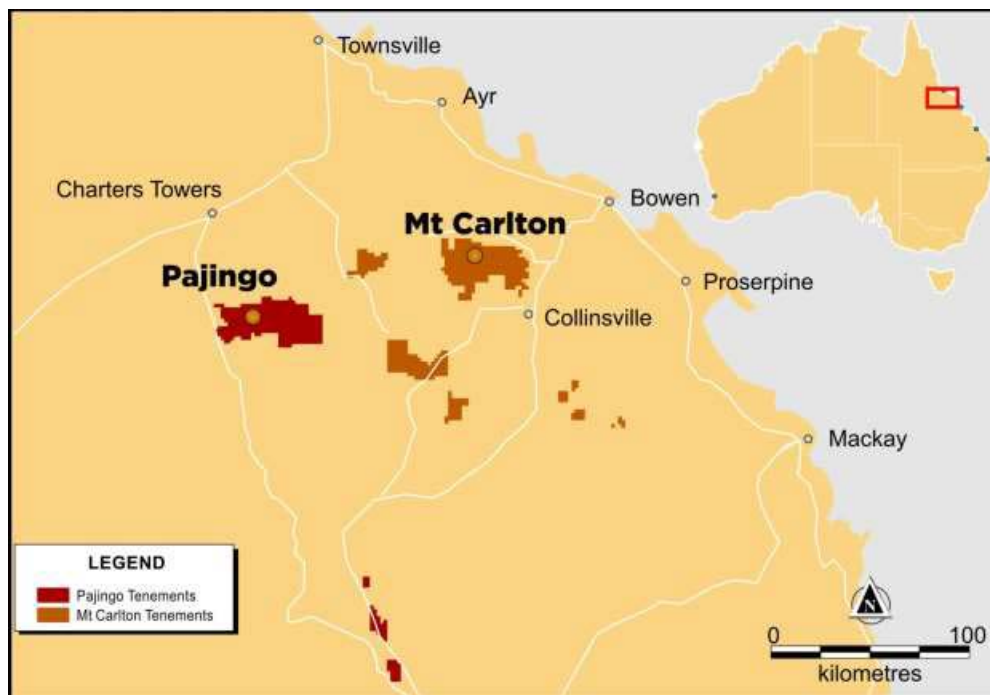 Townsville
Ayr
Charters Towers
Bowen
Mt Carlton
Pajingo
Proserpine
Collinsville
Mackay
LEGEND
Pajingo Tenements
Mt Carlton Tenements
N
0 100
kilometres